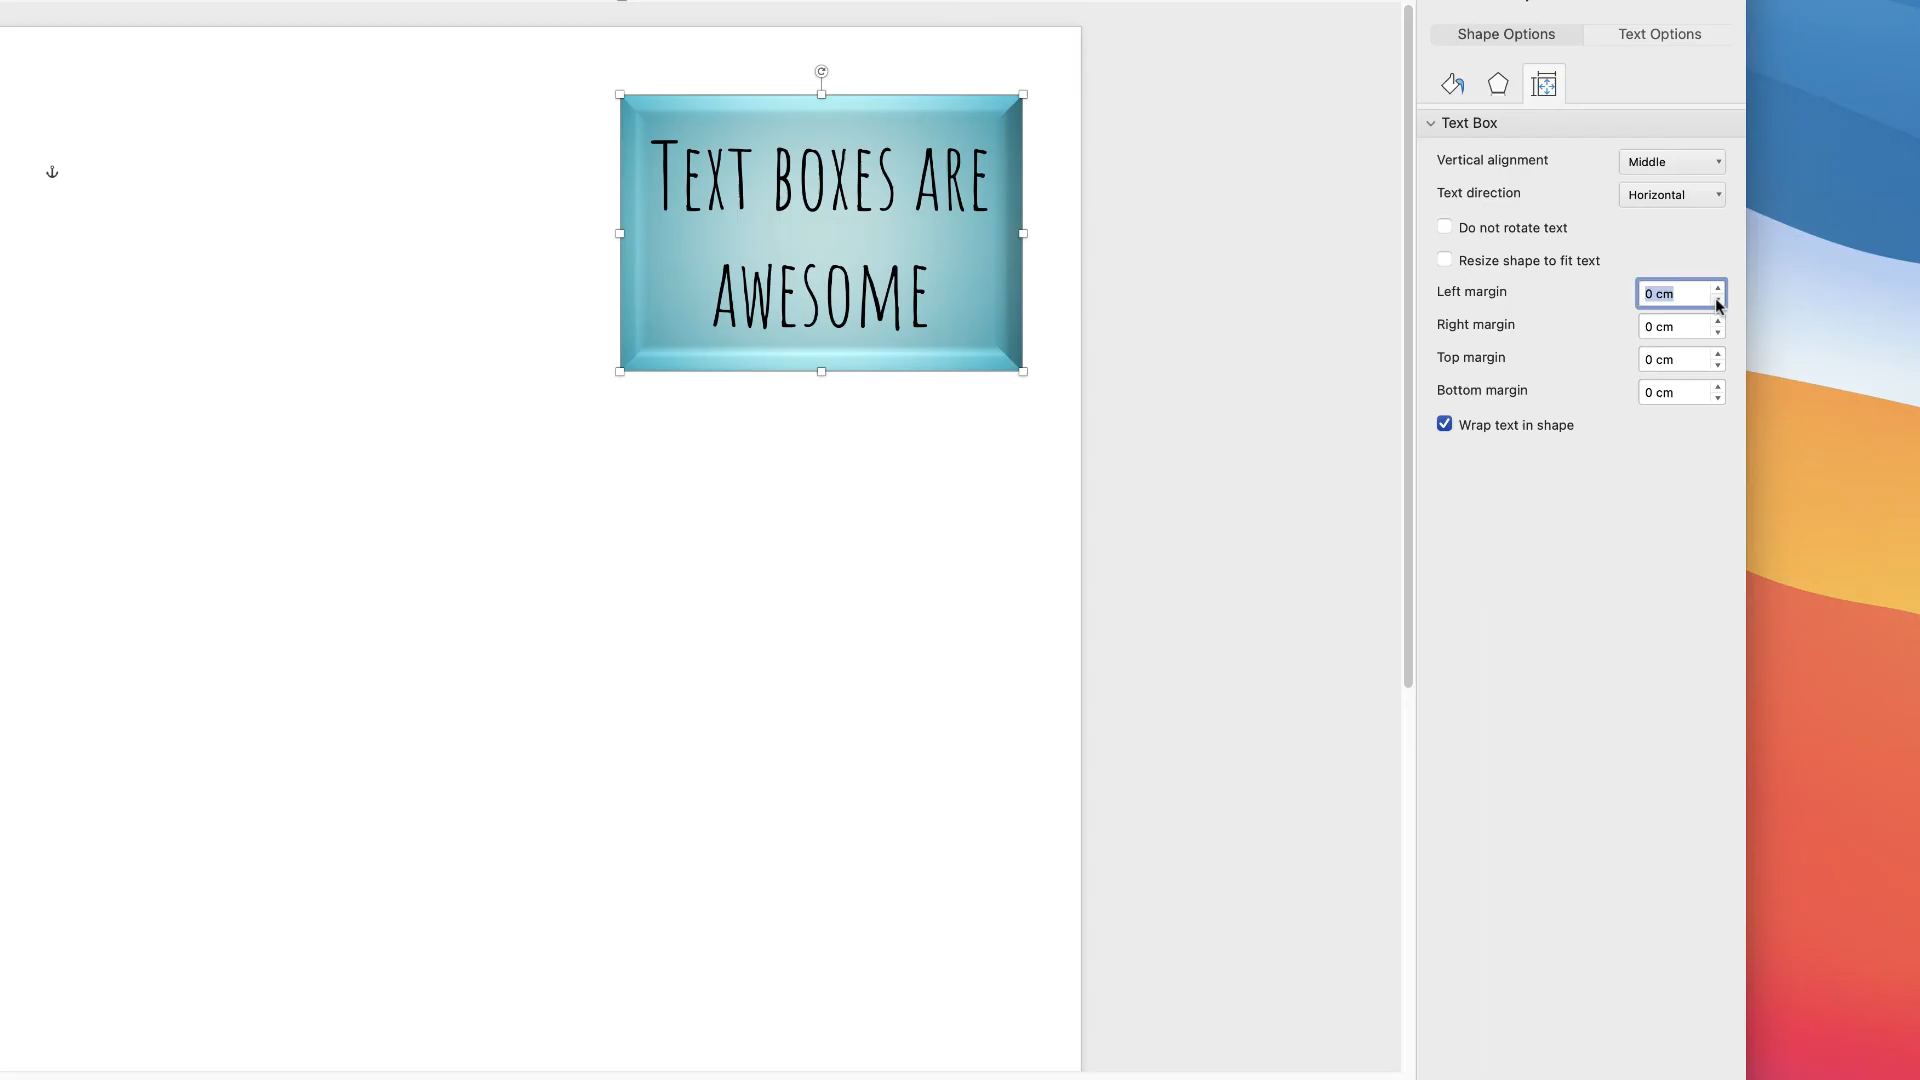 Shape Options
Text Options
Text Box
TEXT BOXES ARE
AWESOME
Vertical alignment
Middle
Text direction
Horizontal
Do not rotate text
Resize shape to fit text
Left margin
0 cm
Right margin
0 cm
Top margin
0 cm
Bottom margin
0 cm
Wrap text in shape